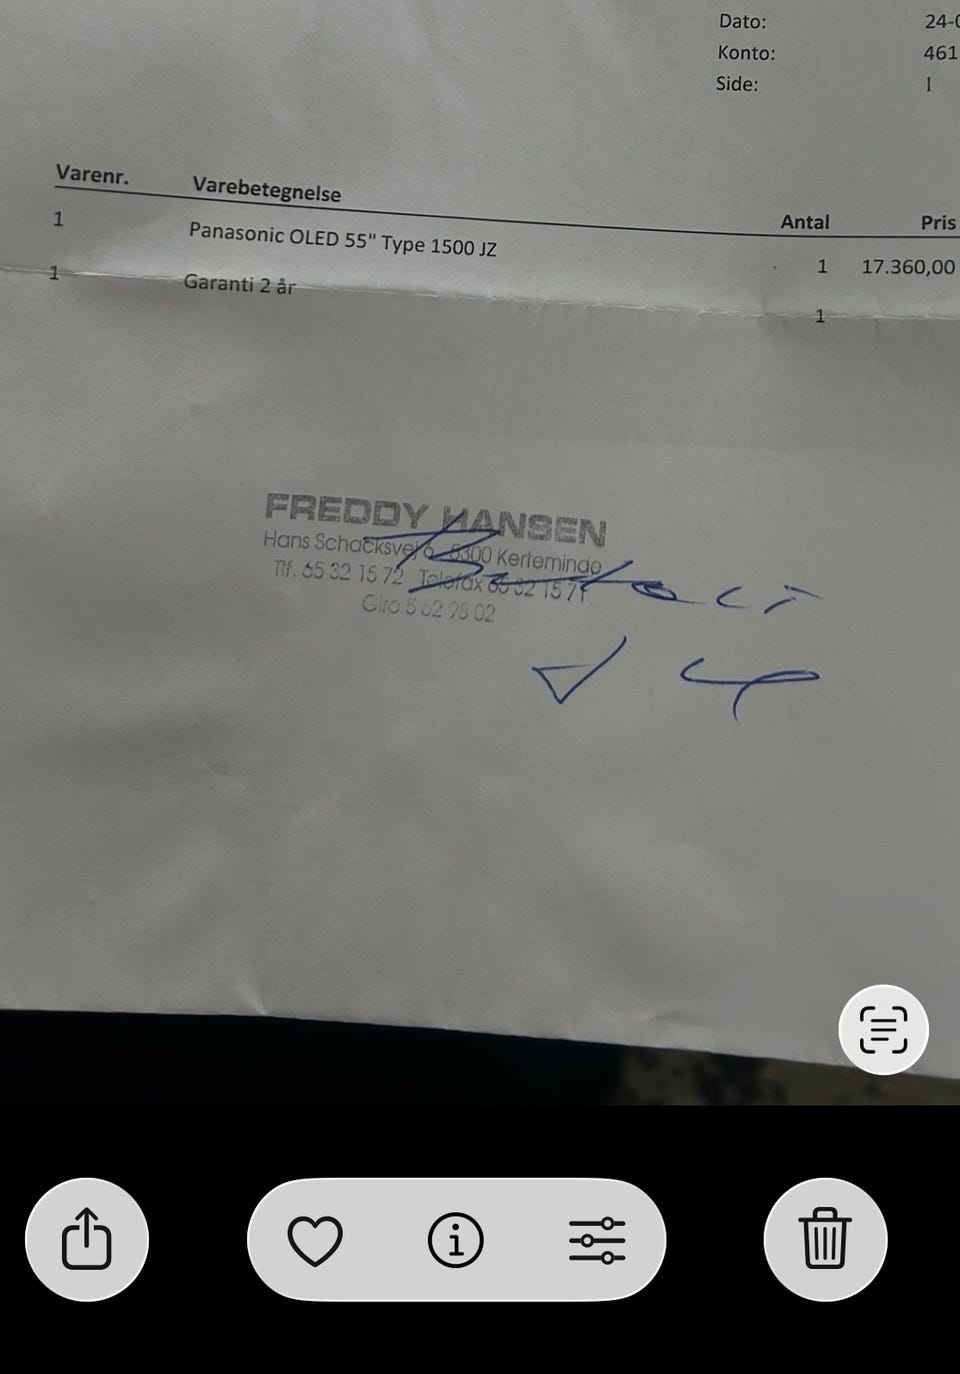 Dato: 24-0
Konto: 461
Side: 1
Varenr. Varebetegnelse Antal Pris
1 Panasonic OLED 55" Type 1500 JZ 1 17.360,00
1 Garanti 2 år 1
FREDDY HANSEN
Hans Schacksvej 6 5300 Kerteminde
Tlf. 65 32 15 72 Telefax 65 32 15 71
Giro 5 62 98 02